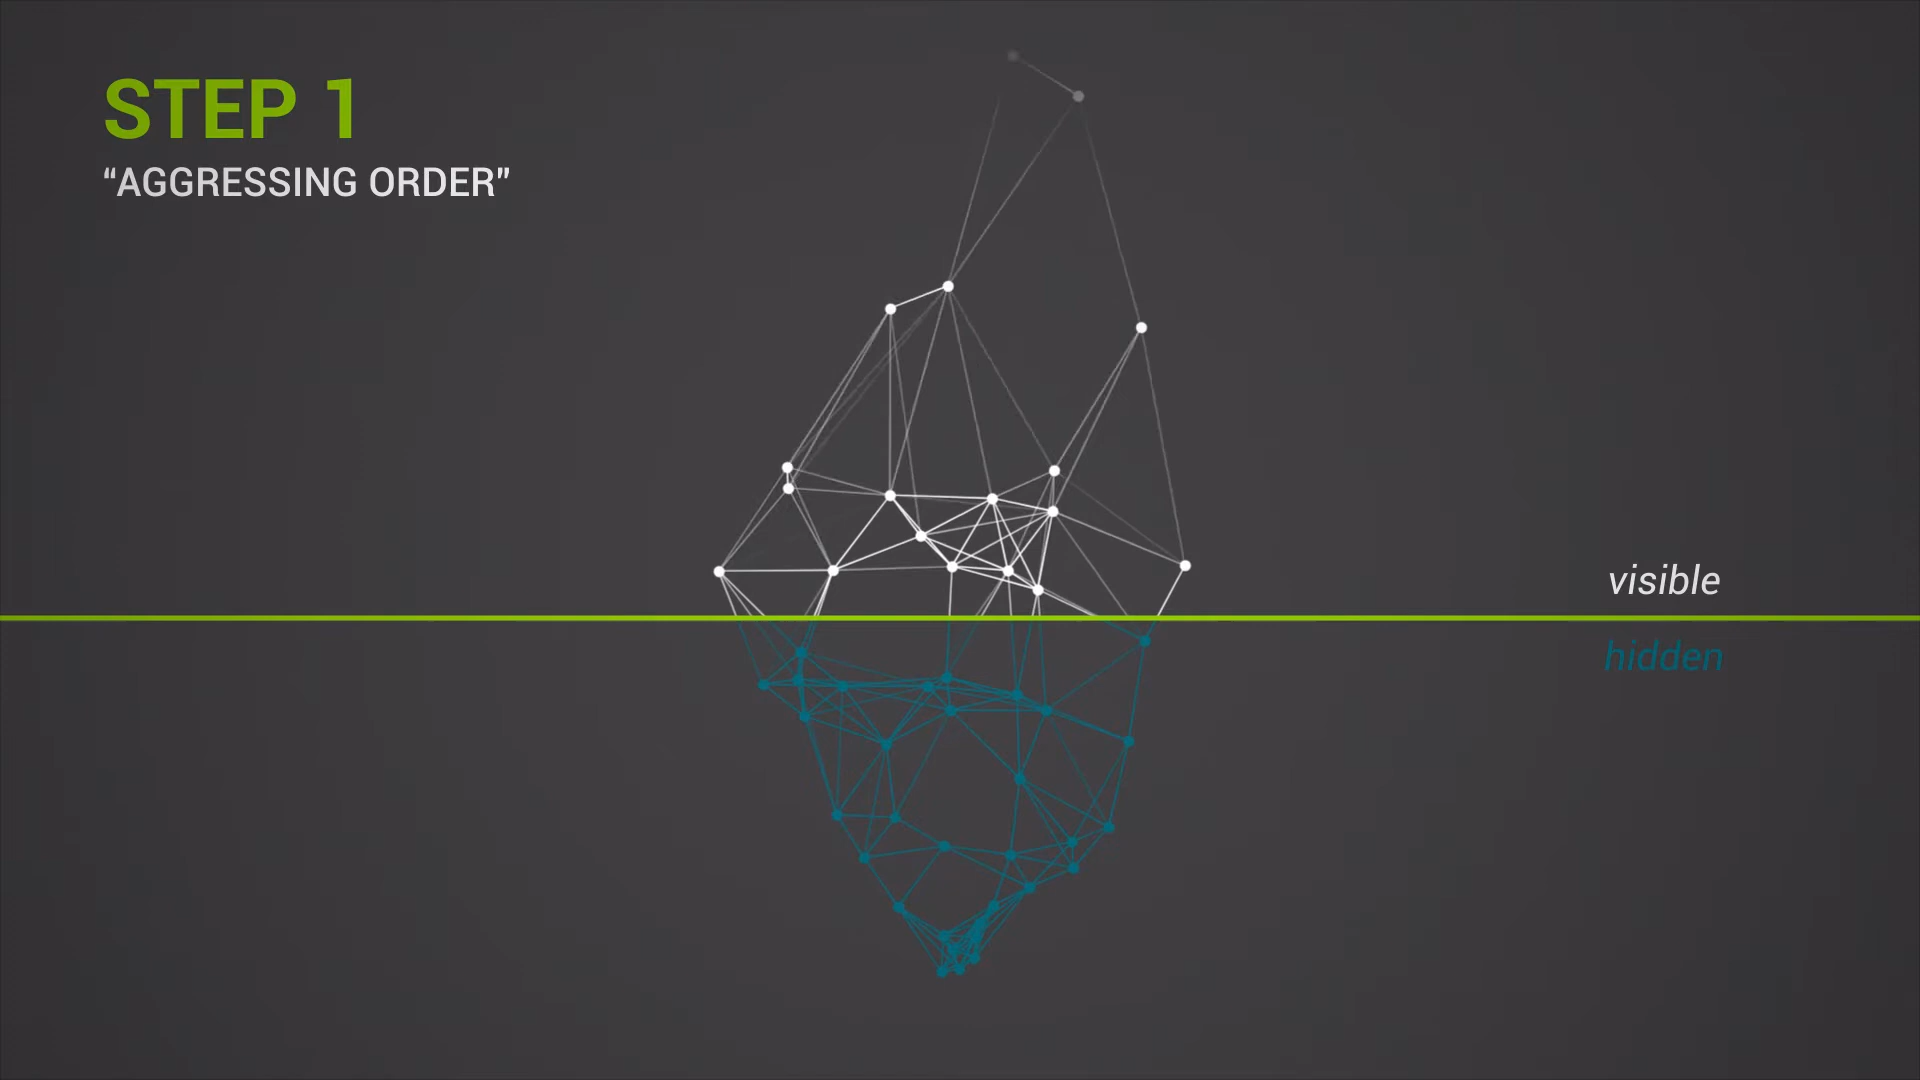 STEP 1
“AGGRESSING ORDER”
visible
hidden